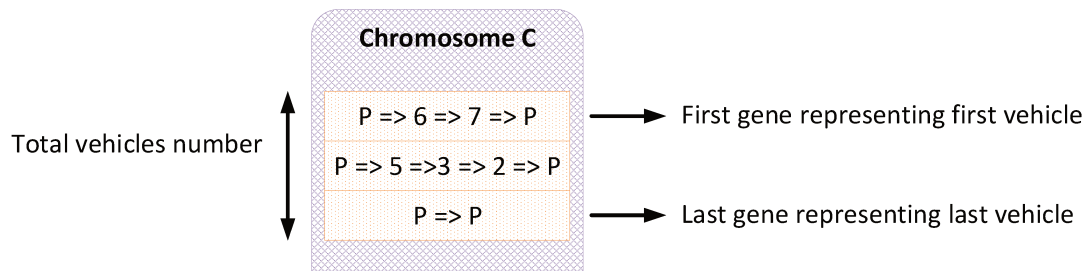 Chromosome C
P => 6 => 7 => P
First gene representing first vehicle
Total vehicles number
P => 5 =>3 => 2 => P
P => P
Last gene representing last vehicle